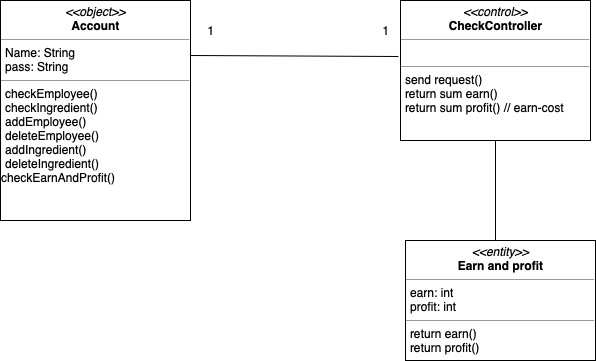 <<object>>
Account
Name: String
pass: String
checkEmployee()
checkIngredient()
addEmployee()
deleteEmployee()
addIngredient()
deleteIngredient()
checkEarnAndProfit()
1
1
<<control>>
CheckController
send request()
return sum earn()
return sum profit() // earn-cost
<<entity>>
Earn and profit
earn: int
profit: int
return earn()
return profit()